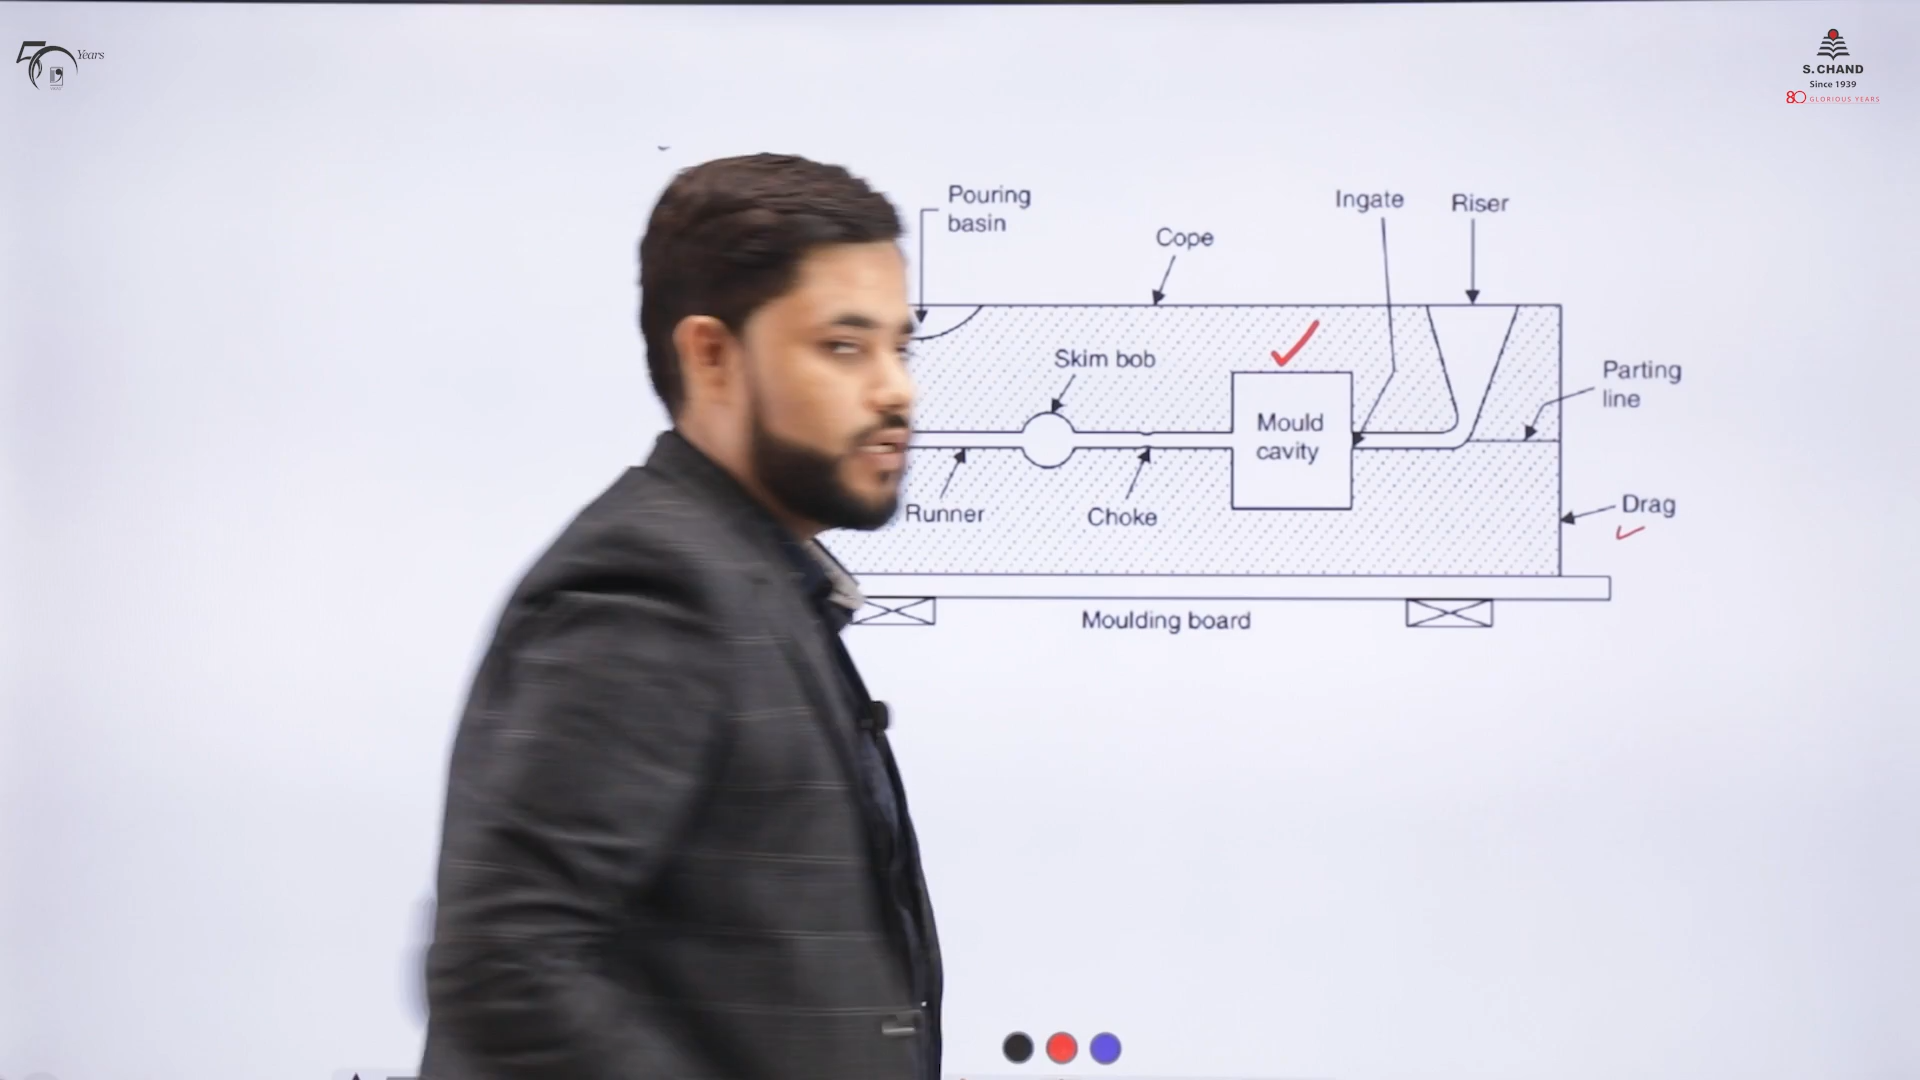 50 Years
S. CHAND
Since 1939
80 GLORIOUS YEARS
Pouring
basin
Cope
Ingate
Riser
Skim bob
Parting
line
Mould
cavity
Runner
Choke
Drag
Moulding board